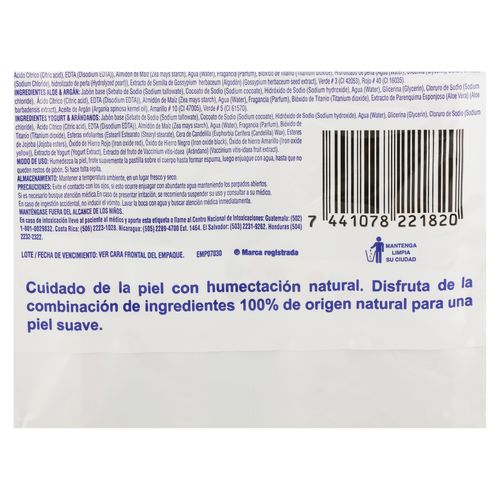 Ácido Cítrico (Citric acid), EDTA (Disodium EDTA)), Almidón de Maíz (Zea mays starch), Agua (Water), Fragancia (Parfum), Bióxido de Titanio (Titanium dioxide),
(Sodium Chloride), hidrolizado de perla (Hydrolyzed pearl)), Extracto de Semilla de Gossypium herbaceum (Algodón) (Gossypium herbaceum seed extract), Verde # 3 (CI 42053), Rojo # 40 (CI 16035).
INGREDIENTES ALOE & ARGÁN: Jabón base (Sebato de Sodio (Sodium tallowate), Cocoato de Sodio (Sodium cocoate), Hidróxido de Sodio (Sodium hydroxide), Agua (Water), Glicerina (Glycerin), Cloruro de Sodio (Sodium
chloride), Ácido Cítrico (Citric acid), EDTA (Disodium EDTA)), Almidón de Maíz (Zea mays starch), Agua (Water), Fragancia (Parfum), Bióxido de Titanio (Titanium dioxide), Extracto de Parenquima Esponjoso (Aloe Vera) (Aloe
barbadensis), Aceite de Argán (Argania spinosa kernel oil), Amarillo # 10 (CI 47005), Verde # 5 (CI 61570).
INGREDIENTES YOGURT & ARÁNDANOS: Jabón base (Sebato de Sodio (Sodium tallowate), Cocoato de Sodio (Sodium cocoate), Hidróxido de Sodio (Sodium hydroxide), Agua (Water), Glicerina (Glycerin), Cloruro de Sodio (Sodium
chloride), Ácido Cítrico (Citric acid), EDTA (Disodium EDTA)), Almidón de Maíz (Zea mays starch), Agua (Water), Fragancia (Parfum), Bióxido de
Titanio (Titanium dioxide), Estearatos (Stearic Acid, Stearate), Cera de Candelilla (Euphorbia Cerifera (Candelilla) Wax), Esteres
de Jojoba (Jojoba esters), Óxido de Hierro Rojo (Iron oxide red), Óxido de Hierro Negro (Iron oxide black), Óxido de Hierro Amarillo (Iron oxide
yellow), Extracto de Yogurt (Yogurt Extract), Extracto del fruto de Vaccinium vitis-idaea (Arándano) (Vaccinium vitis-idaea fruit extract).
MODO DE USO: Humedezca la piel, frote suavemente la pastilla sobre el cuerpo hasta formar espuma, luego enjuague con agua, hasta que no
queden restos de jabón. Si hace falta repita.
ALMACENAMIENTO: Mantener a temperatura ambiente, en un lugar fresco y seco.
PRECAUCIONES: Evite el contacto con los ojos, si esto ocurre enjuagar con abundante agua manteniendo los parpados abiertos.
Si es necesario busque atención médica.En caso de presentar irritación, se recomienda suspender su uso y consultar a su médico.
En caso de ingestión accidental, no inducir el vómito. Lavar la boca con agua y buscar atención médica inmediatamente.
MANTÉNGASE FUERA DEL ALCANCE DE LOS NIÑOS.
En caso de Intoxicación lleve al paciente al médico y aporte esta etiqueta o llame al Centro Nacional de Intoxicaciones: Guatemala: (502)
1-801-0029832. Costa Rica: (506) 2223-1028. Nicaragua: (505) 2289-4700 Ext. 1464. El Salvador: (503) 2231-9262. Honduras (504)
2232-2322.
7 441078 221820
LOTE / FECHA DE VENCIMIENTO: VER CARA FRONTAL DEL EMPAQUE. EMP07030 ® Marca registrada
MANTENGA
LIMPIA
SU CIUDAD
Cuidado de la piel con humectación natural. Disfruta de la
combinación de ingredientes 100% de origen natural para una
piel suave.